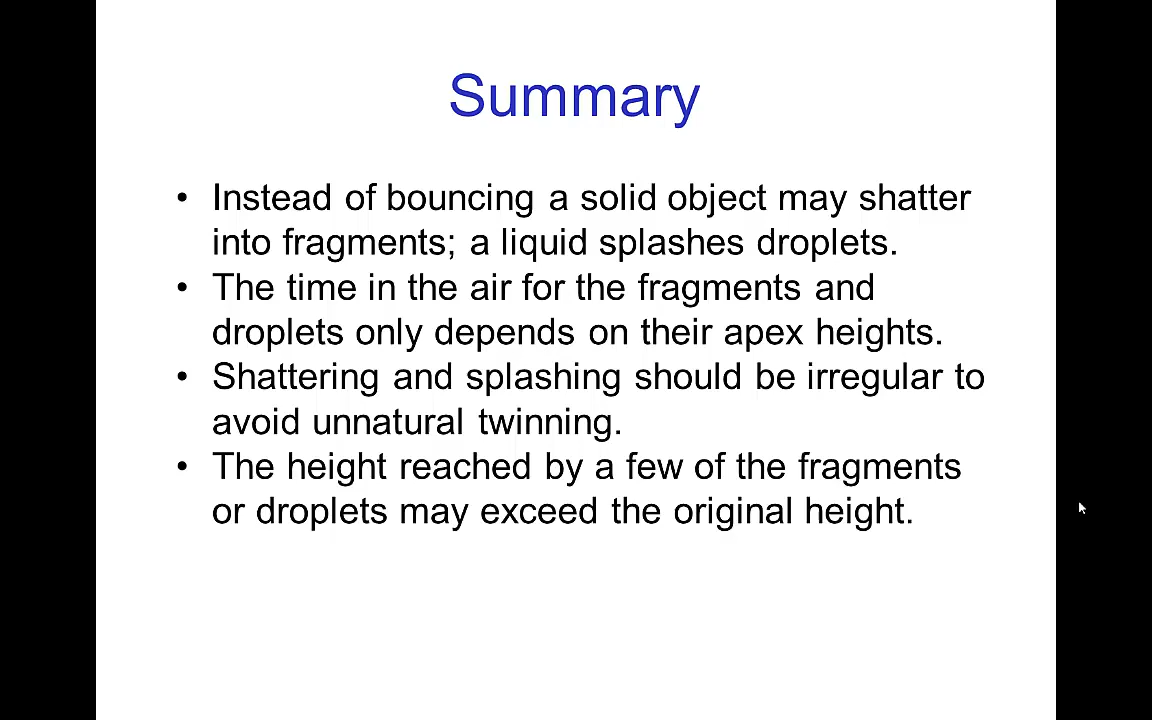 Summary
• Instead of bouncing a solid object may shatter
into fragments; a liquid splashes droplets.
• The time in the air for the fragments and
droplets only depends on their apex heights.
• Shattering and splashing should be irregular to
avoid unnatural twinning.
• The height reached by a few of the fragments
or droplets may exceed the original height.